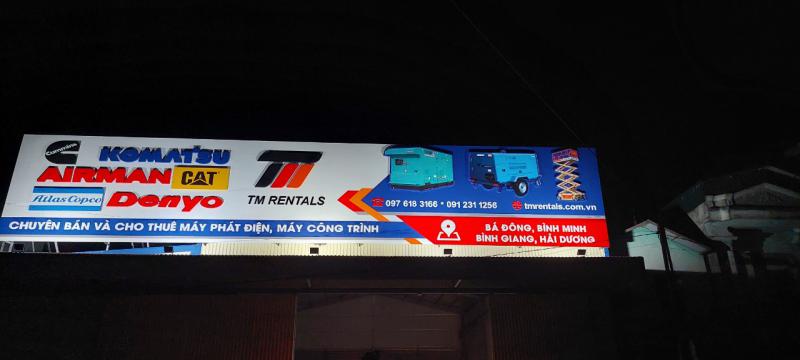 Cummins
KOMATSU
AIRMAN
CAT
Atlas Copco
Denyo
TM RENTALS
097 618 3166 * 091 231 1256
tmrentals.com.vn
CHUYÊN BÁN VÀ CHO THUÊ MÁY PHÁT ĐIỆN, MÁY CÔNG TRÌNH
BÁ ĐÔNG, BÌNH MINH
BÌNH GIANG, HẢI DƯƠNG